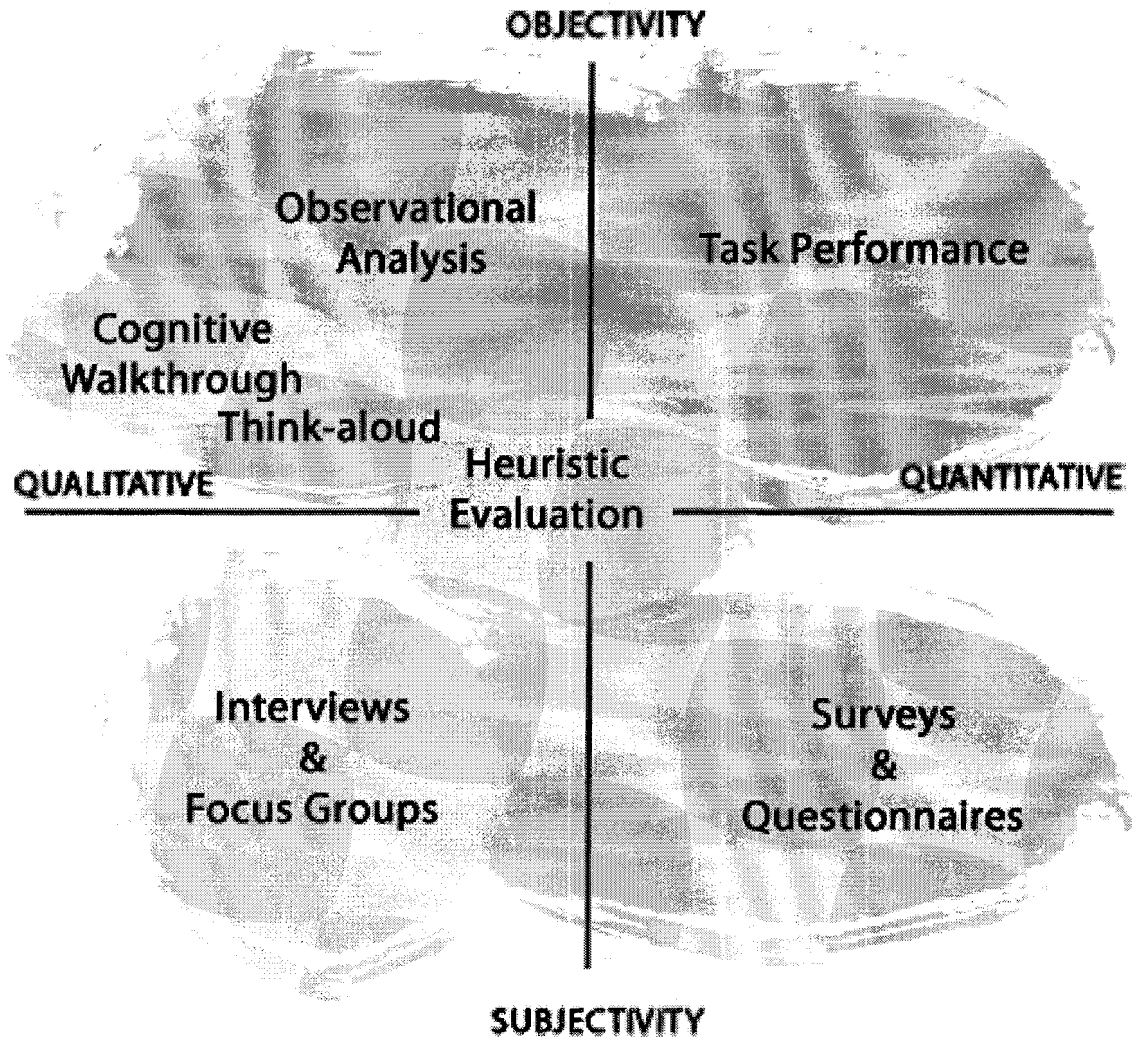 OBJECTIVITY
Observational
Analysis
Task Performance
Cognitive
Walkthrough
Think-aloud
Heuristic
Evaluation
QUALITATIVE
QUANTITATIVE
Interviews
&
Focus Groups
Surveys
&
Questionnaires
SUBJECTIVITY